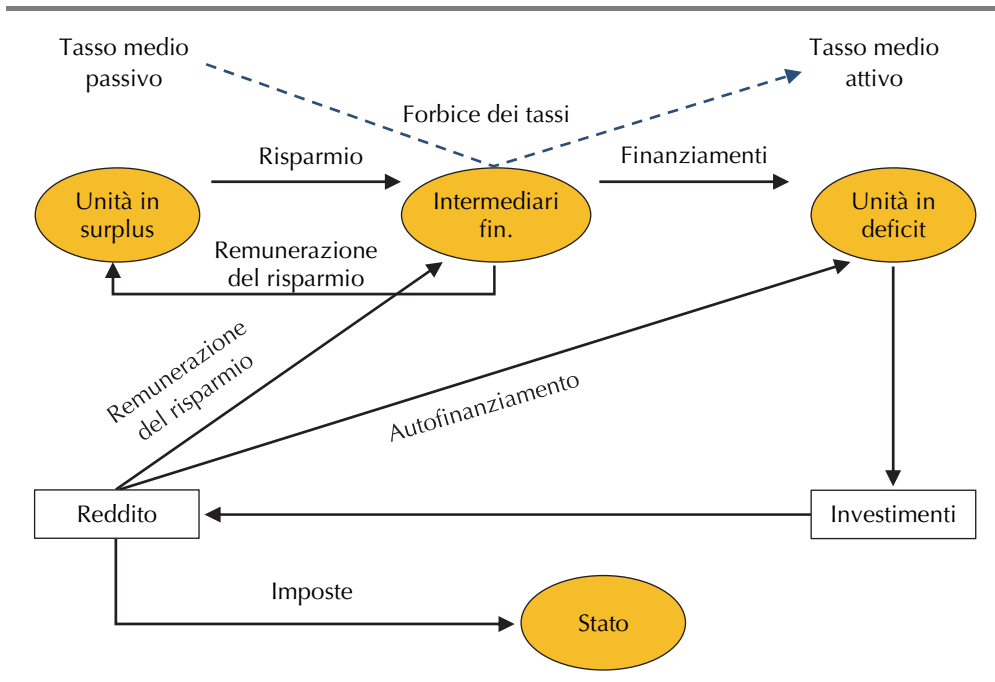 Tasso medio
passivo
Tasso medio
attivo
Forbice dei tassi
Risparmio
Finanziamenti
Unità in
surplus
Intermediari
fin.
Unità in
deficit
Remunerazione
del risparmio
Remunerazione
del risparmio
Autofinanziamento
Reddito
Investimenti
Imposte
Stato